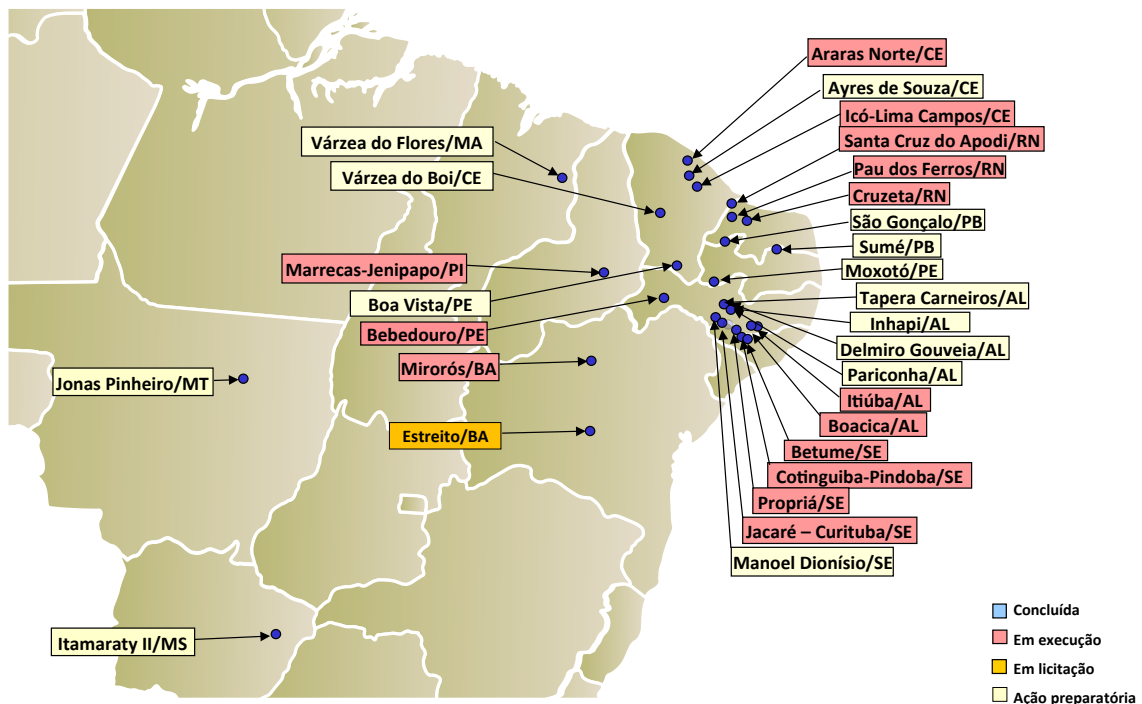 Araras Norte/CE
Ayres de Souza/CE
Icó-Lima Campos/CE
Várzea do Flores/MA
Santa Cruz do Apodi/RN
Pau dos Ferros/RN
Várzea do Boi/CE
Cruzeta/RN
São Gonçalo/PB
Sumé/PB
Marrecas-Jenipapo/PI
Moxotó/PE
Boa Vista/PE
Tapera Carneiros/AL
Inhapi/AL
Bebedouro/PE
Delmiro Gouveia/AL
Mirorós/BA
Pariconha/AL
Jonas Pinheiro/MT
Itiúba/AL
Boacica/AL
Estreito/BA
Betume/SE
Cotinguiba-Pindoba/SE
Propriá/SE
Jacaré – Curituba/SE
Manoel Dionísio/SE
Itamaraty II/MS
Concluída
Em execução
Em licitação
Ação preparatória